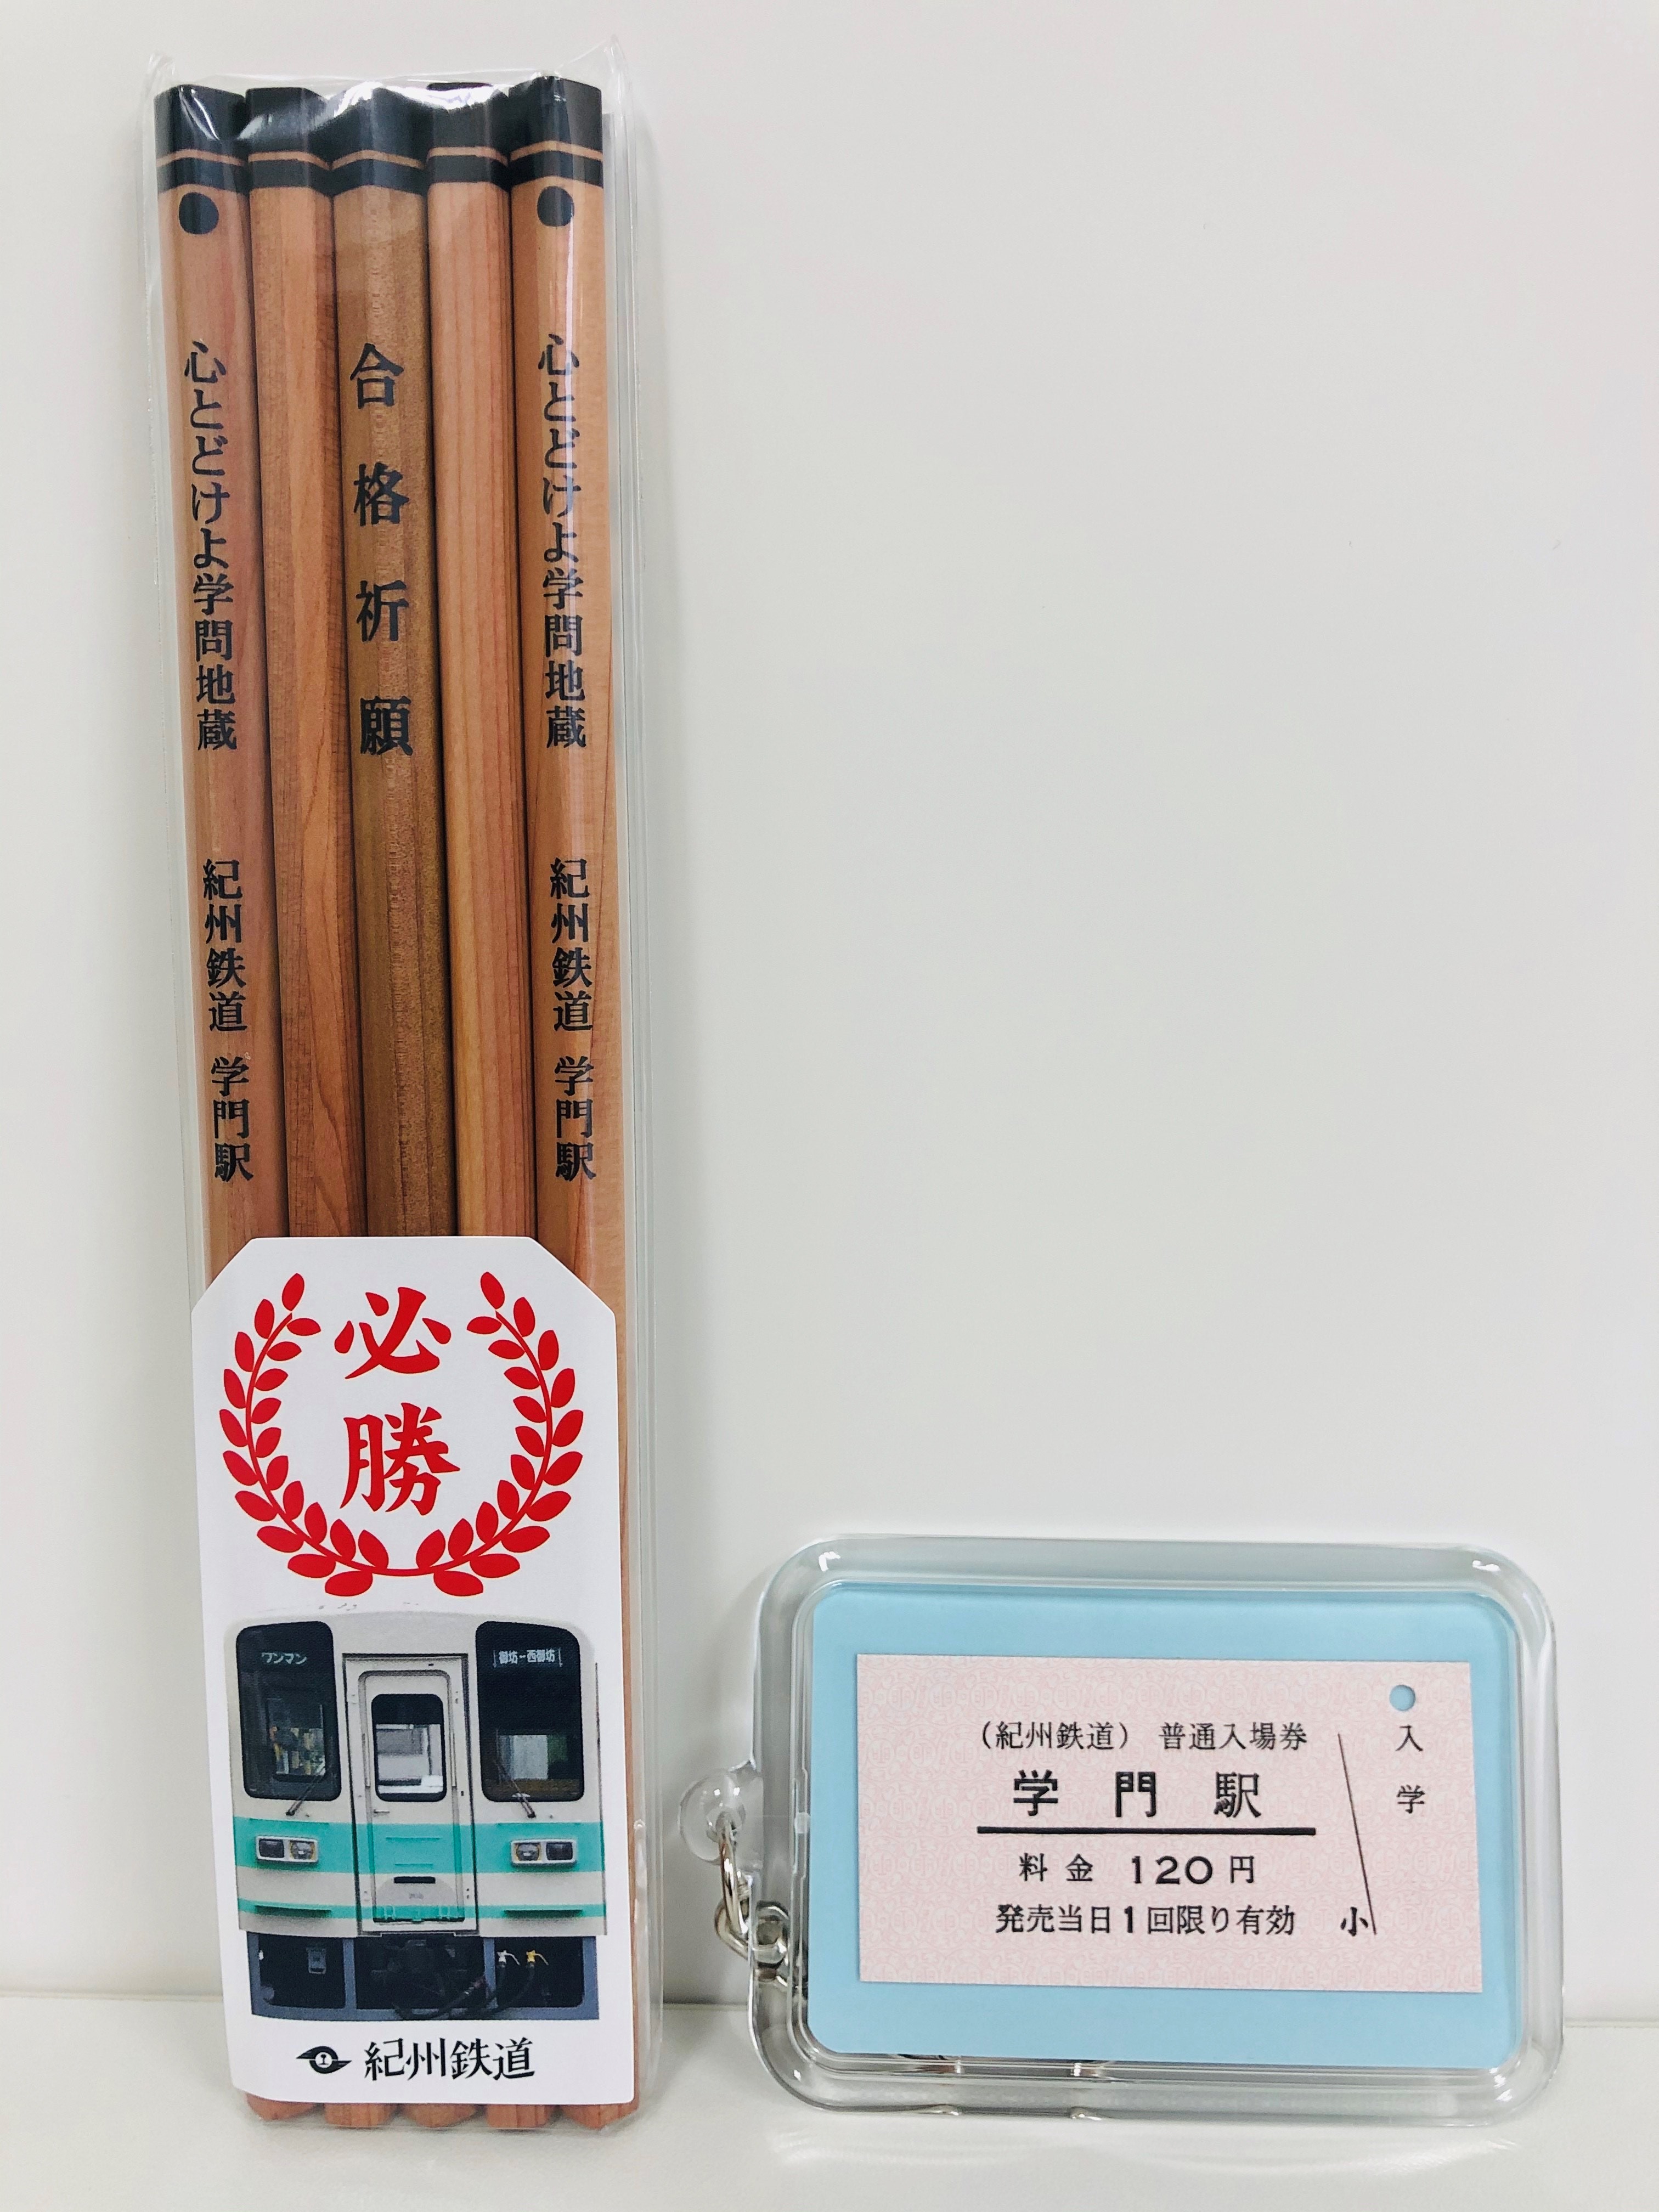 心とどけよ学問地蔵 紀州鉄道 学門駅
合格祈願
心とどけよ学問地蔵 紀州鉄道 学門駅
必勝
ワンマン
御坊ー西御坊
紀州鉄道
(紀州鉄道) 普通入場券
学門駅
料金 120円
発売当日1回限り有効
小
入学